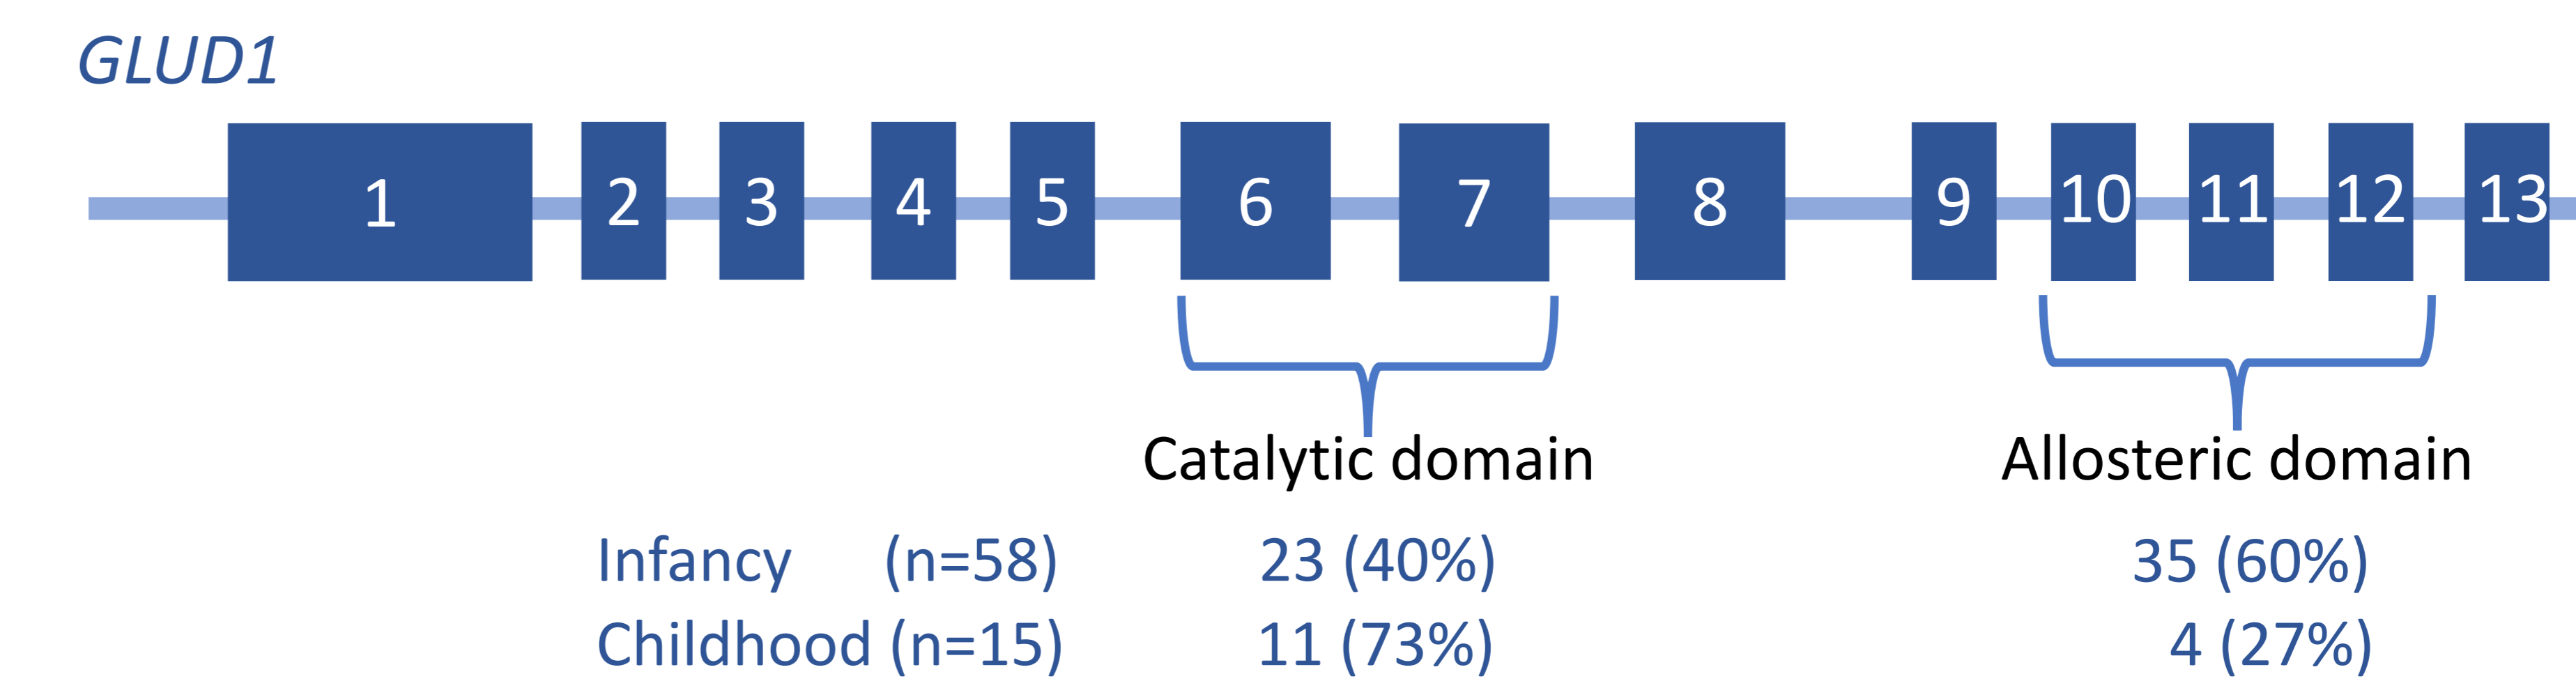 GLUD1
1 2 3 4 5 6 7 8 9 10 11 12 13
Catalytic domain Allosteric domain
Infancy (n=58) 23 (40%) 35 (60%)
Childhood (n=15) 11 (73%) 4 (27%)